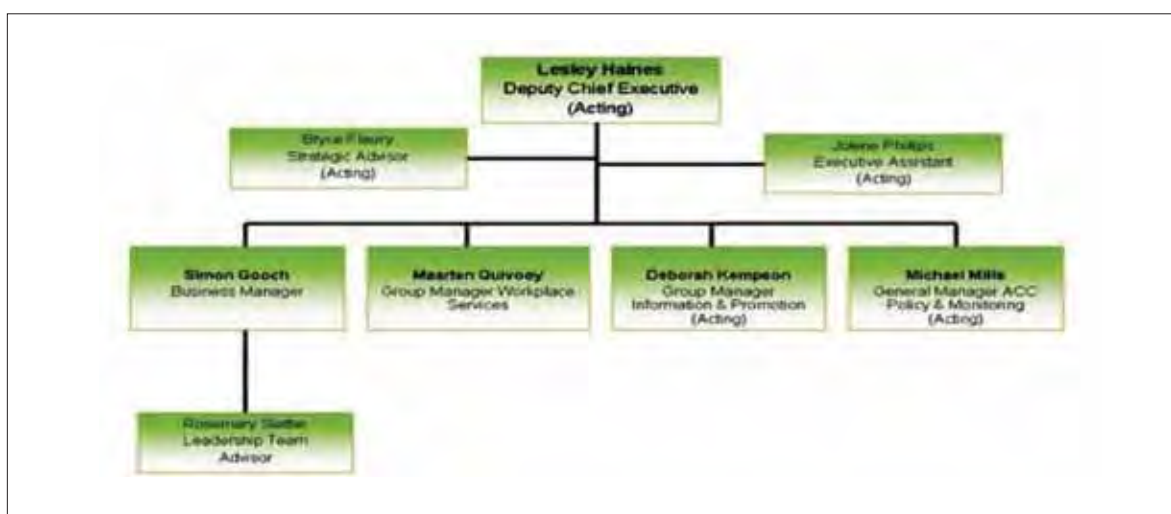 Lesley Haines
Deputy Chief Executive
(Acting)
Bryce Fleury
Strategic Advisor
(Acting)
Jolene Phillips
Executive Assistant
(Acting)
Simon Gooch
Business Manager
Maarten Quivooy
Group Manager Workplace
Services
Deborah Kempson
Group Manager
Information & Promotion
(Acting)
Michael Mills
General Manager ACC
Policy & Monitoring
(Acting)
Rosemary
Leadership Team
Advisor